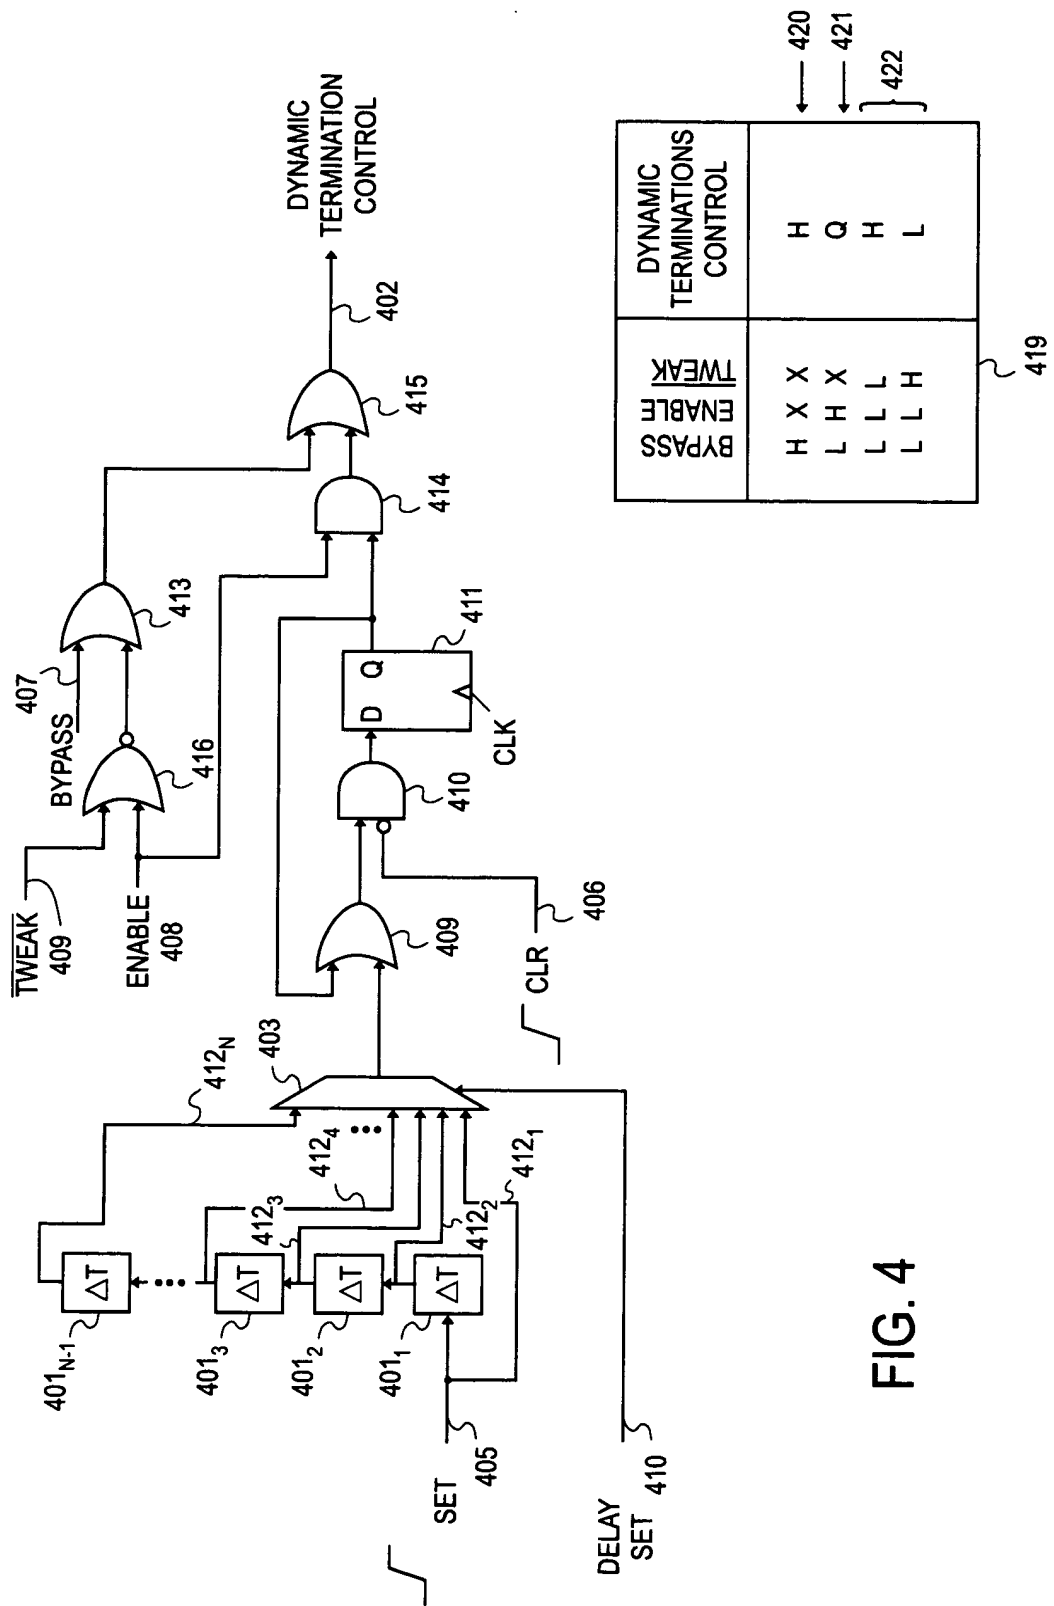 DYNAMIC
TERMINATION
CONTROL
402
415
414
413
407
BYPASS
416
TWEAK
409
ENABLE
408
411
D Q
CLK
410
409
406
CLR
403
412N
4124
4123
4122
4121
ΔT
ΔT
ΔT
ΔT
401N-1
4013
4012
4011
SET
405
DELAY
SET
410
BYPASS ENABLE TWEAK
DYNAMIC
TERMINATIONS
CONTROL
H X X H
L H X Q
L L L H
L L H L
420
421
422
419
FIG. 4